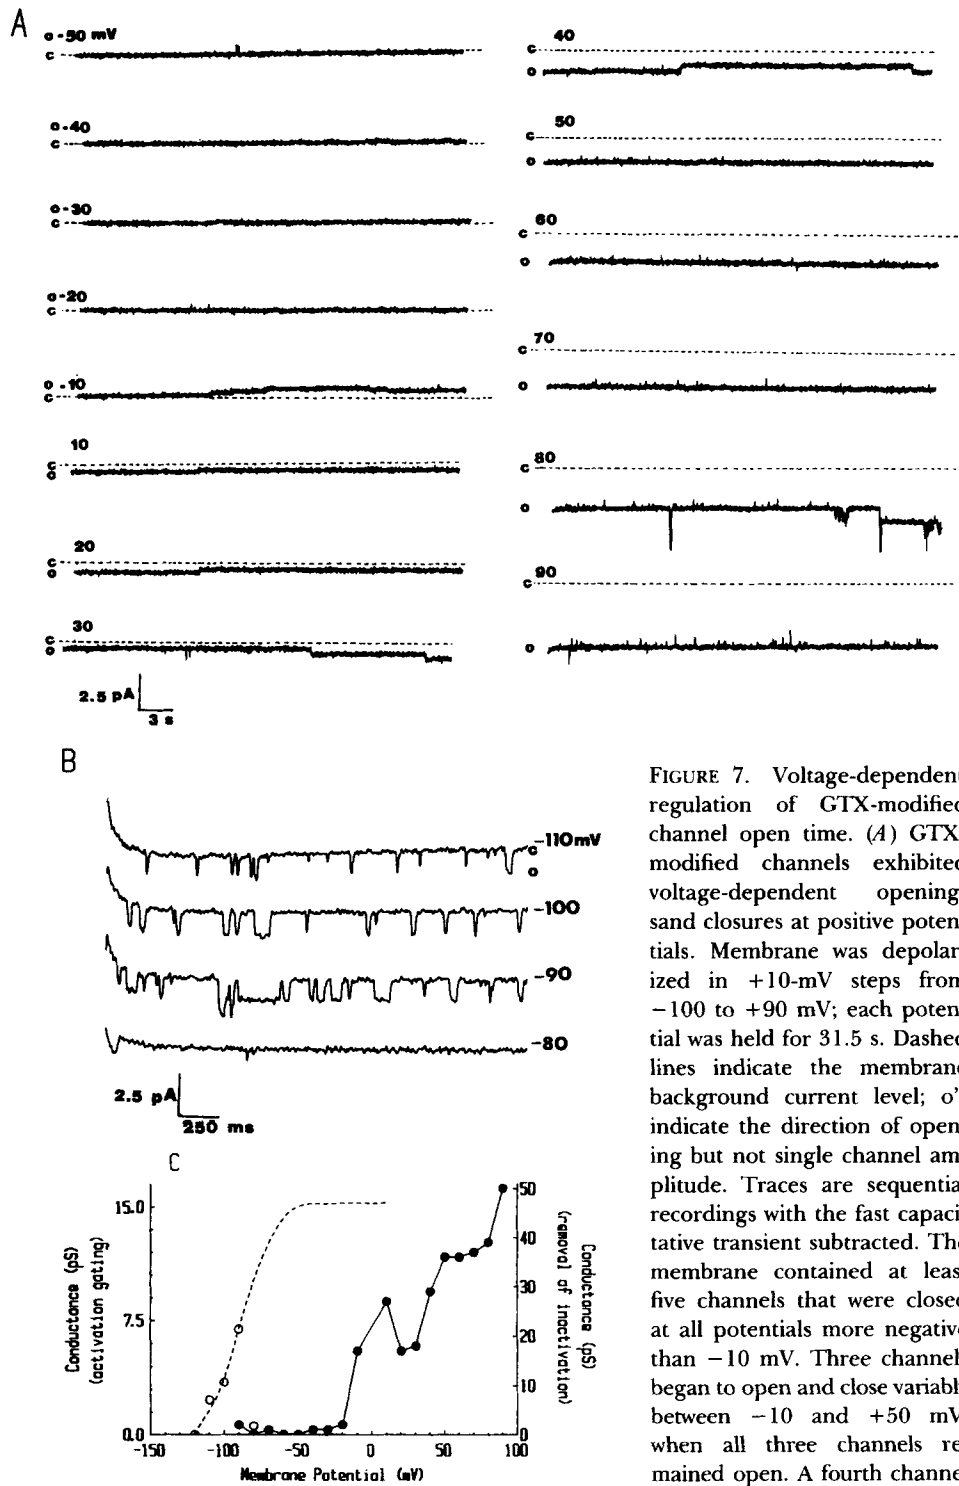 A
o -50 mV
c
o -40
c
o -30
c
o -20
c
o -10
c
10
c
o
20
c
o
30
c
o
2.5 pA
3 s
40
c
o
50
c
o
60
c
o
70
c
o
80
c
o
90
c
o
B
-110mV
c
o
-100
-90
-80
2.5 pA
250 ms
C
Conductance (pS)
(activation gating)
15.0
7.5
0.0
-150 -100 -50 0 50 100
Membrane Potential (mV)
50
40
30
20
10
0
Conductance (pS)
(removal of inactivation)
FIGURE 7. Voltage-dependent
regulation of GTX-modified
channel open time. (A) GTX-
modified channels exhibited
voltage-dependent opening
sand closures at positive poten
tials. Membrane was depolar
ized in +10-mV steps from
−100 to +90 mV; each poten
tial was held for 31.5 s. Dashed
lines indicate the membrane
background current level; o'
indicate the direction of open
ing but not single channel am
plitude. Traces are sequentia
recordings with the fast capaci
tative transient subtracted. The
membrane contained at leas
five channels that were closed
at all potentials more negativ
than −10 mV. Three channel
began to open and close variabl
between −10 and +50 mV
when all three channels re
mained open. A fourth channe